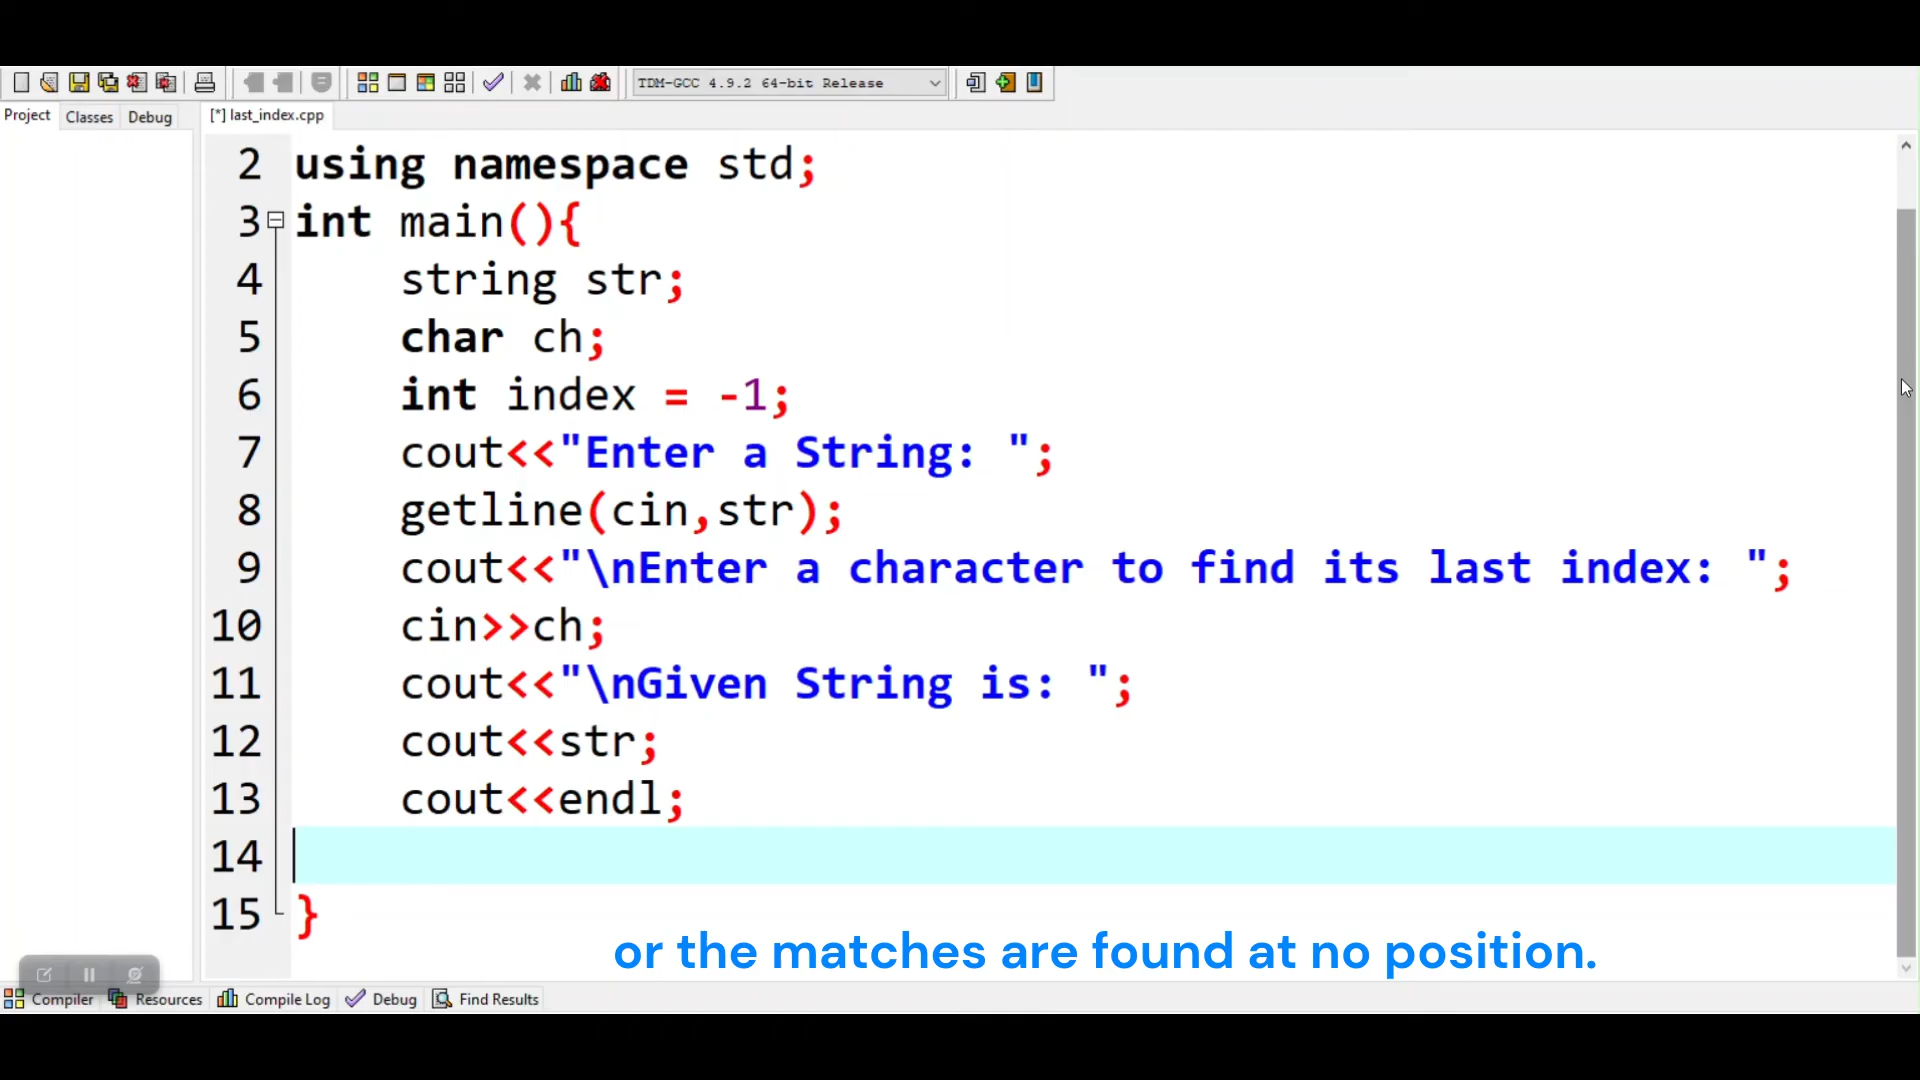 TDM-GCC 4.9.2 64-bit Release
Project Classes Debug [*] last_index.cpp
2 using namespace std;
3 int main(){
4 string str;
5 char ch;
6 int index = -1;
7 cout<<"Enter a String: ";
8 getline(cin,str);
9 cout<<"\nEnter a character to find its last index: ";
10 cin>>ch;
11 cout<<"\nGiven String is: ";
12 cout<<str;
13 cout<<endl;
14
15 }
or the matches are found at no position.
Compiler Resources Compile Log Debug Find Results